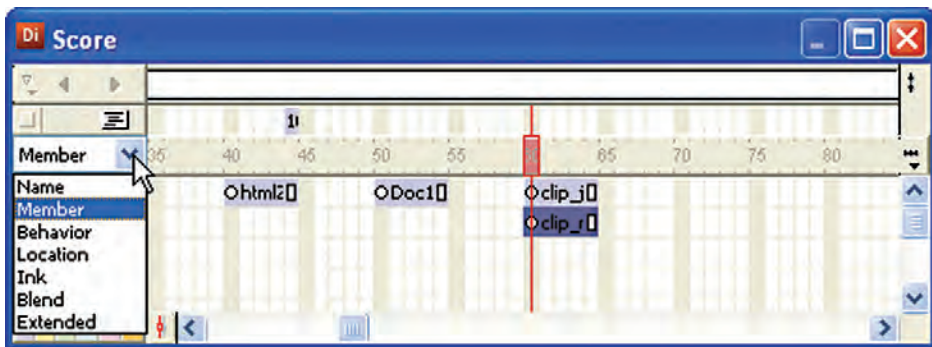 Di Score
Member 35 40 45 50 55 60 65 70 75 80
Name
Member
Behavior
Location
Ink
Blend
Extended
html2 Doc1 clip_j
clip_r